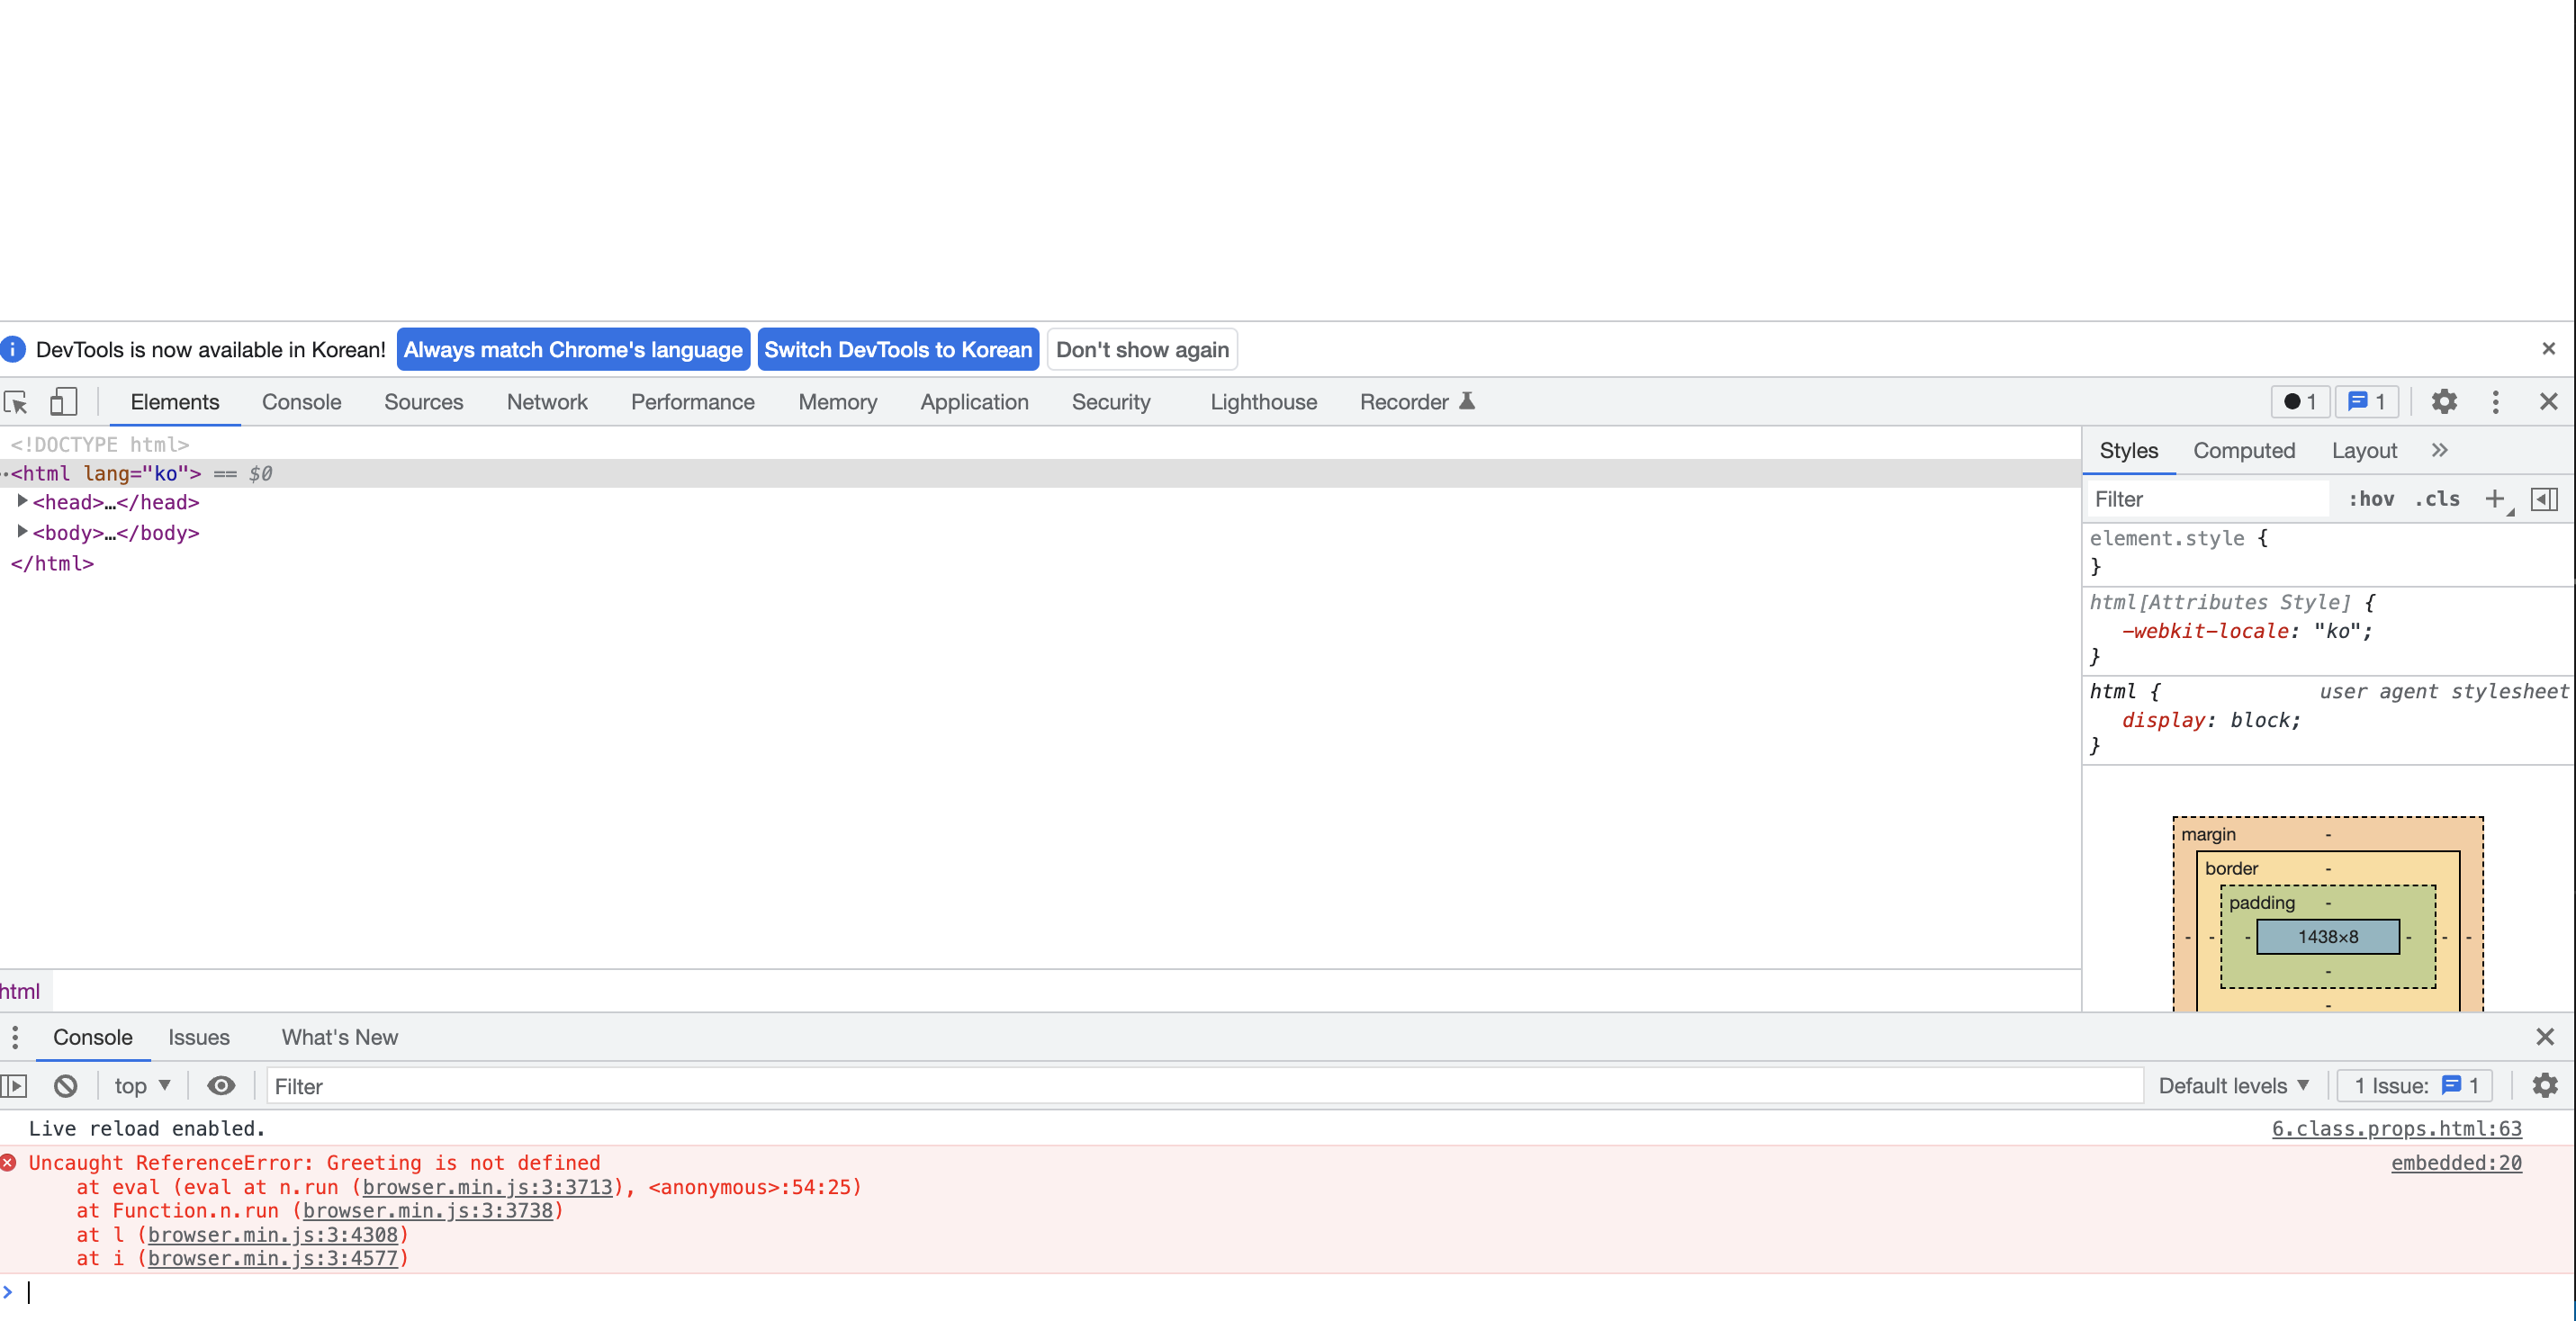 DevTools is now available in Korean! Always match Chrome's language Switch DevTools to Korean Don't show again
Elements Console Sources Network Performance Memory Application Security Lighthouse Recorder 1 1
<!DOCTYPE html>
<html lang="ko"> == $0
<head>…</head>
<body>…</body>
</html>
html
Styles Computed Layout
Filter :hov .cls
element.style {
}
html[Attributes Style] {
-webkit-locale: "ko";
}
html { user agent stylesheet
display: block;
}
margin -
border -
padding -
- - - 1438×8 - - -
-
-
Console Issues What's New
top Filter Default levels 1 Issue: 1
Live reload enabled. 6.class.props.html:63
Uncaught ReferenceError: Greeting is not defined embedded:20
at eval (eval at n.run (browser.min.js:3:3713), <anonymous>:54:25)
at Function.n.run (browser.min.js:3:3738)
at l (browser.min.js:3:4308)
at i (browser.min.js:3:4577)